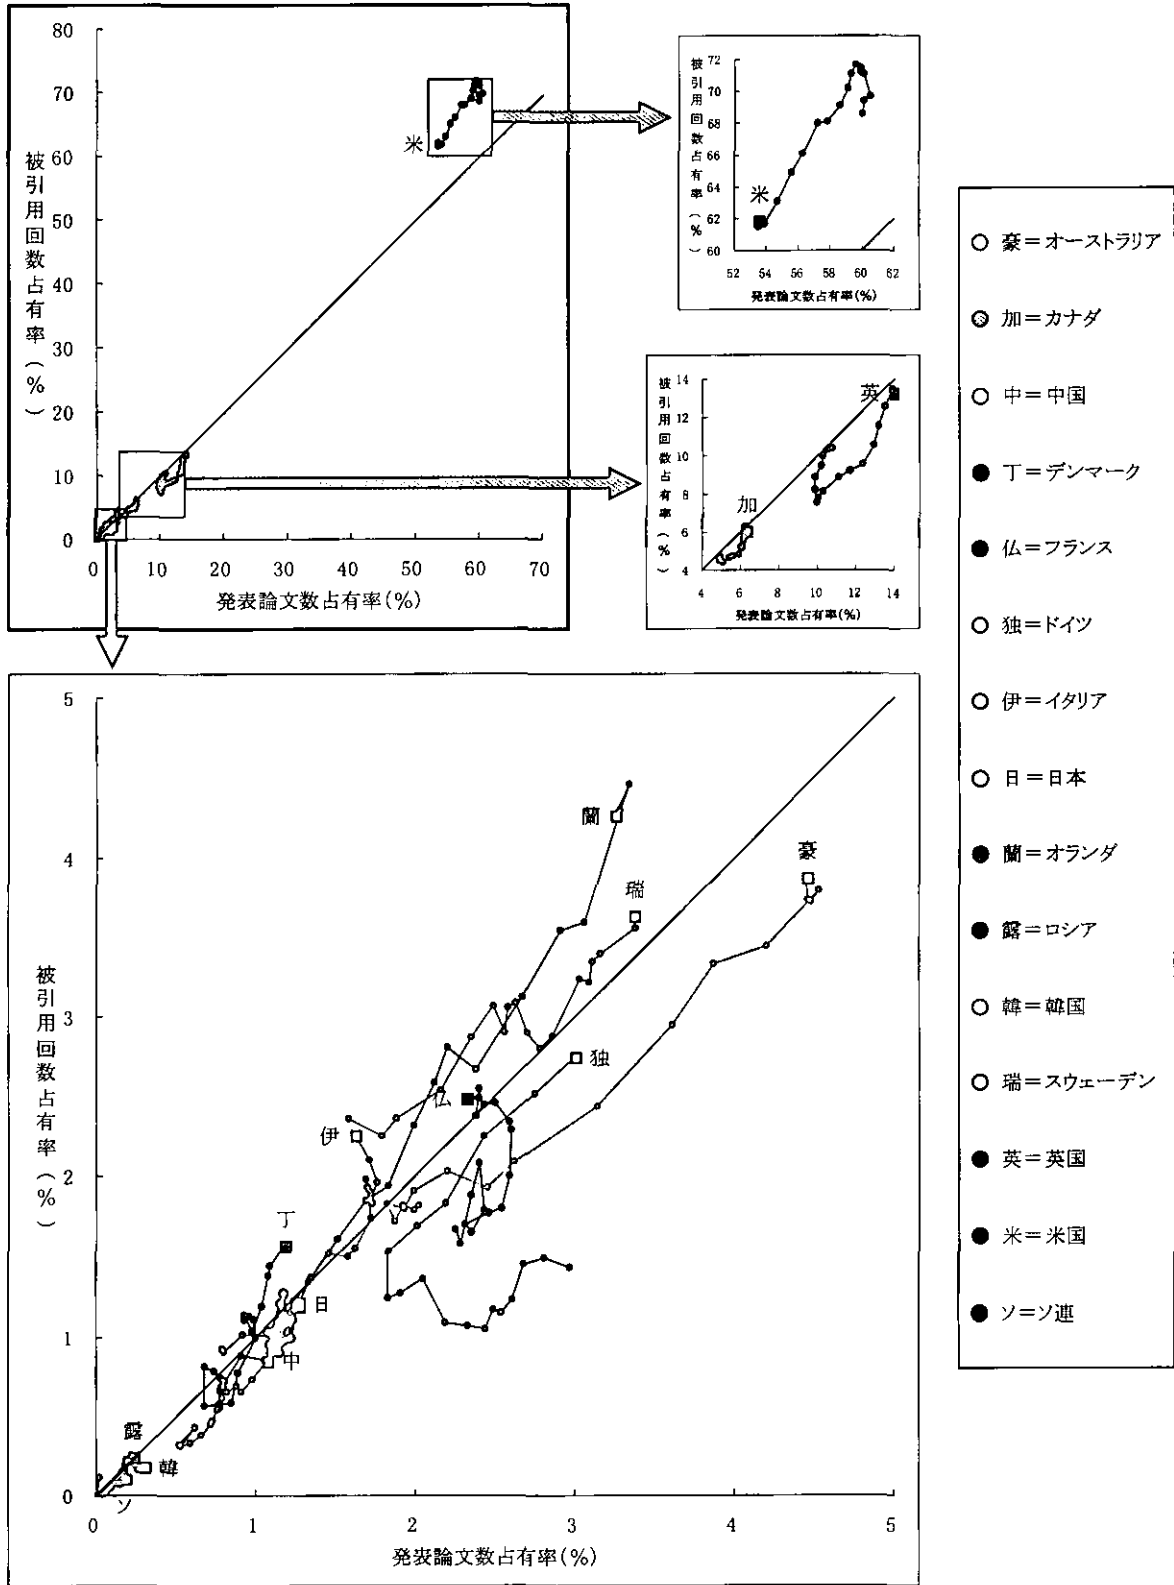 80
70
60
50
40
30
20
10
0
被引用回数占有率(%)
米
0 10 20 30 40 50 60 70
発表論文数占有率(%)
72
70
68
66
64
62
60
被引用回数占有率(%)
米
52 54 56 58 60 62
発表論文数占有率(%)
14
12
10
8
6
4
被引用回数占有率(%)
英
加
4 6 8 10 12 14
発表論文数占有率(%)
豪=オーストラリア
加=カナダ
中=中国
丁=デンマーク
仏=フランス
独=ドイツ
伊=イタリア
日=日本
蘭=オランダ
露=ロシア
韓=韓国
瑞=スウェーデン
英=英国
米=米国
ソ=ソ連
5
4
3
2
1
0
被引用回数占有率(%)
蘭
豪
瑞
独
仏
伊
丁
日
中
露
韓
ソ
0 1 2 3 4 5
発表論文数占有率(%)